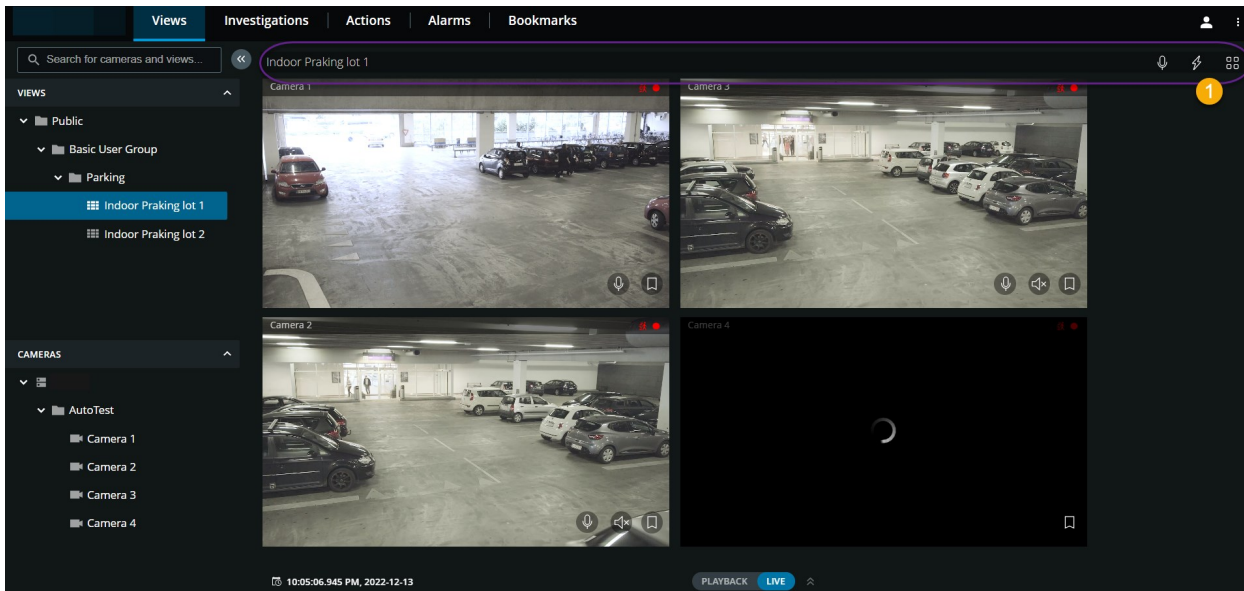 Views Investigations Actions Alarms Bookmarks
Search for cameras and views...
Indoor Praking lot 1
1
VIEWS
Public
Basic User Group
Parking
Indoor Praking lot 1
Indoor Praking lot 2
CAMERAS
AutoTest
Camera 1
Camera 2
Camera 3
Camera 4
Camera 1
Camera 3
Camera 2
Camera 4
10:05:06.945 PM, 2022-12-13
PLAYBACK LIVE